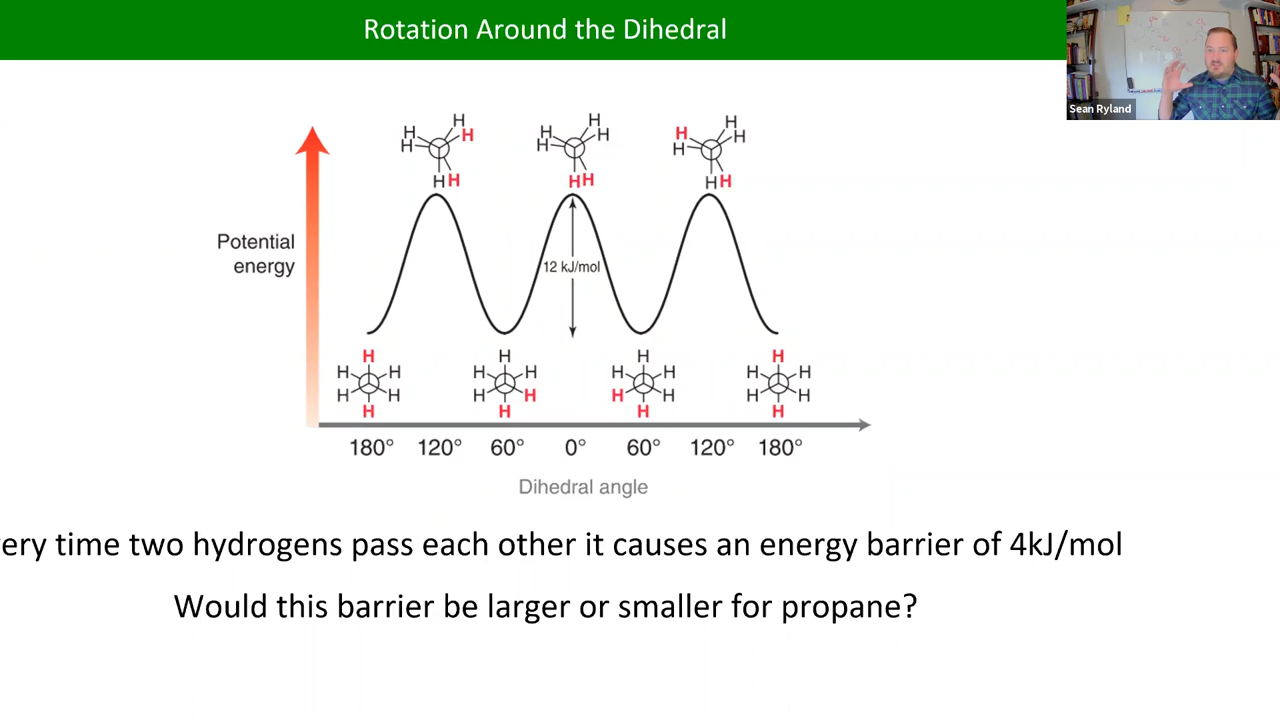 Rotation Around the Dihedral
Sean Ryland
H H H H H H
H H H H H H
H H H H H H
Potential
energy
12 kJ/mol
H H H H
H H H H H H H H
H H H H H H H H
H H H H
180° 120° 60° 0° 60° 120° 180°
Dihedral angle
very time two hydrogens pass each other it causes an energy barrier of 4kJ/mol
Would this barrier be larger or smaller for propane?